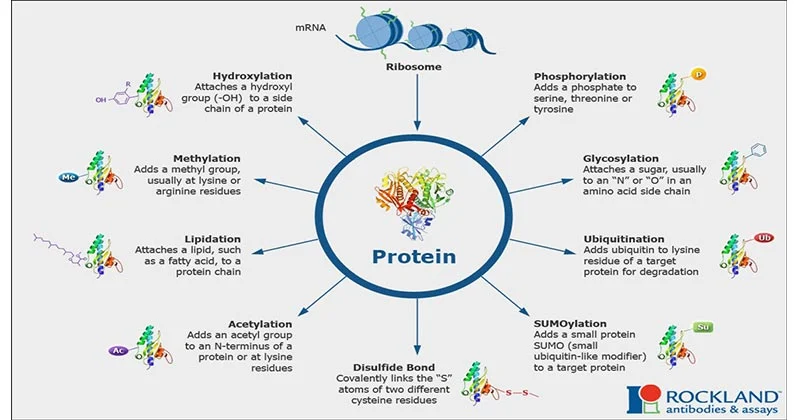 mRNA
Ribosome
Hydroxylation
Attaches a hydroxyl
group (-OH) to a side
chain of a protein
OH
R
Phosphorylation
Adds a phosphate to
serine, threonine or
tyrosine
P
Methylation
Adds a methyl group,
usually at lysine or
arginine residues
Me
Glycosylation
Attaches a sugar, usually
to an “N” or “O” in an
amino acid side chain
Protein
Lipidation
Attaches a lipid, such
as a fatty acid, to a
protein chain
Ubiquitination
Adds ubiquitin to lysine
residue of a target
protein for degradation
Ub
Acetylation
Adds an acetyl group
to an N-terminus of a
protein or at lysine
residues
Ac
SUMOylation
Adds a small protein
SUMO (small
ubiquitin-like modifier)
to a target protein
Su
Disulfide Bond
Covalently links the “S”
atoms of two different
cysteine residues
S–S
ROCKLAND
antibodies & assays